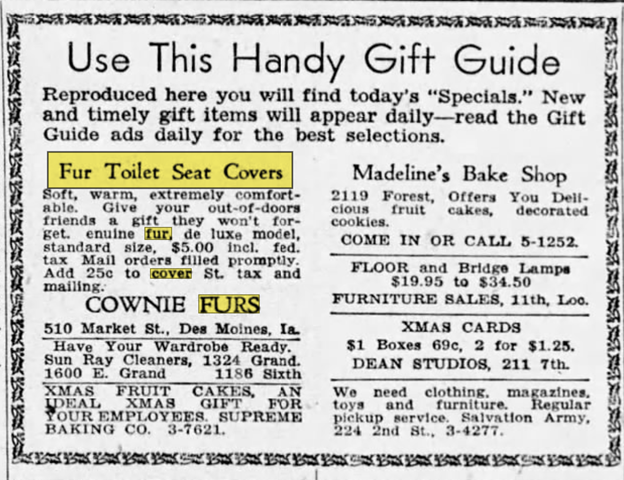 Use This Handy Gift Guide
Reproduced here you will find today's "Specials." New
and timely gift items will appear daily—read the Gift
Guide ads daily for the best selections.
Fur Toilet Seat Covers
Soft, warm, extremely comfort-
able. Give your out-of-doors
friends a gift they won't for-
get. enuine fur, de luxe model,
standard size, $5.00 incl. fed.
tax Mail orders filled promptly.
Add 25c to cover St. tax and
mailing.
COWNIE FURS
510 Market St., Des Moines, Ia.
Have Your Wardrobe Ready.
Sun Ray Cleaners, 1324 Grand.
1600 E. Grand 1186 Sixth
XMAS FRUIT CAKES, AN
IDEAL XMAS GIFT FOR
YOUR EMPLOYEES. SUPREME
BAKING CO. 3-7621.
Madeline's Bake Shop
2119 Forest, Offers You Deli-
cious fruit cakes, decorated
cookies.
COME IN OR CALL 5-1252.
FLOOR and Bridge Lamps
$19.95 to $34.50
FURNITURE SALES, 11th, Loc.
XMAS CARDS
$1 Boxes 69c, 2 for $1.25.
DEAN STUDIOS, 211 7th.
We need clothing, magazines,
toys and furniture. Regular
pickup service. Salvation Army,
224 2nd St., 3-4277.